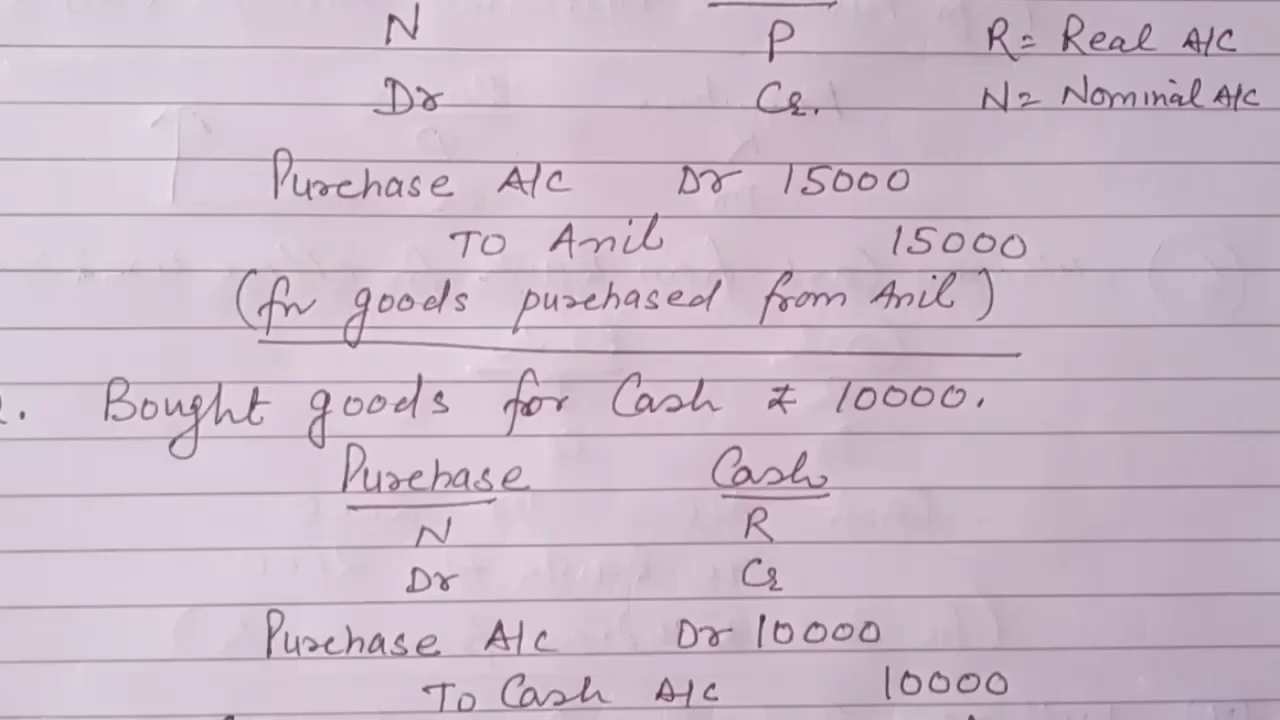 N
P R= Real A/C
Dr Cr. N= Nominal A/C
Purchase A/C Dr 15000
TO Anil 15000
(for goods purchased from Anil)
. Bought goods for Cash ₹ 10000.
Purchase Cash
N R
Dr Cr
Purchase A/C Dr 10000
To Cash A/C 10000